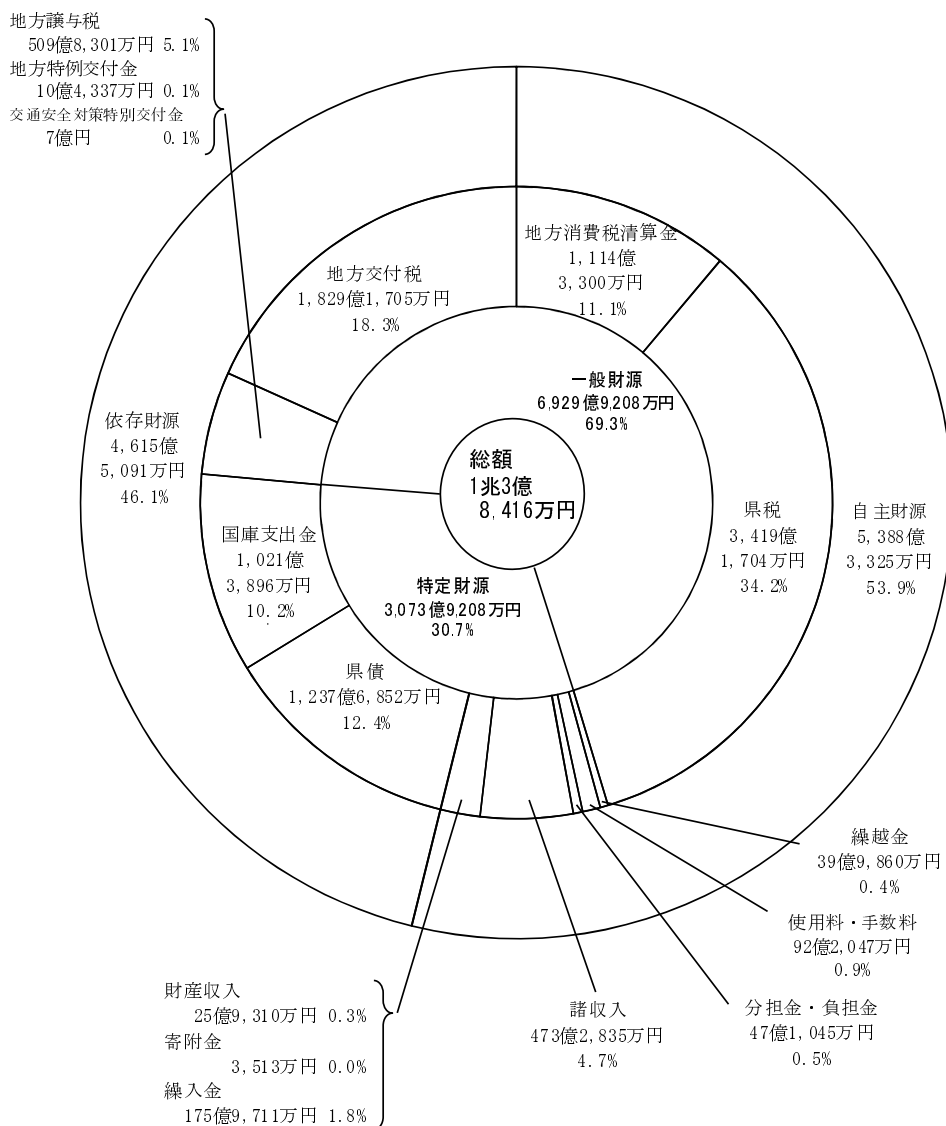 地方譲与税
509億8,301万円 5.1%
地方特例交付金
10億4,337万円 0.1%
交通安全対策特別交付金
7億円 0.1%
地方消費税清算金
1,114億
3,300万円
11.1%
地方交付税
1,829億1,705万円
18.3%
一般財源
6,929億9,208万円
69.3%
依存財源
4,615億
5,091万円
46.1%
総額
1兆3億
8,416万円
県税
3,419億
1,704万円
34.2%
自主財源
5,388億
3,325万円
53.9%
国庫支出金
1,021億
3,896万円
10.2%
特定財源
3,073億9,208万円
30.7%
県債
1,237億6,852万円
12.4%
繰越金
39億9,860万円
0.4%
使用料・手数料
92億2,047万円
0.9%
分担金・負担金
47億1,045万円
0.5%
諸収入
473億2,835万円
4.7%
財産収入
25億9,310万円 0.3%
寄附金
3,513万円 0.0%
繰入金
175億9,711万円 1.8%